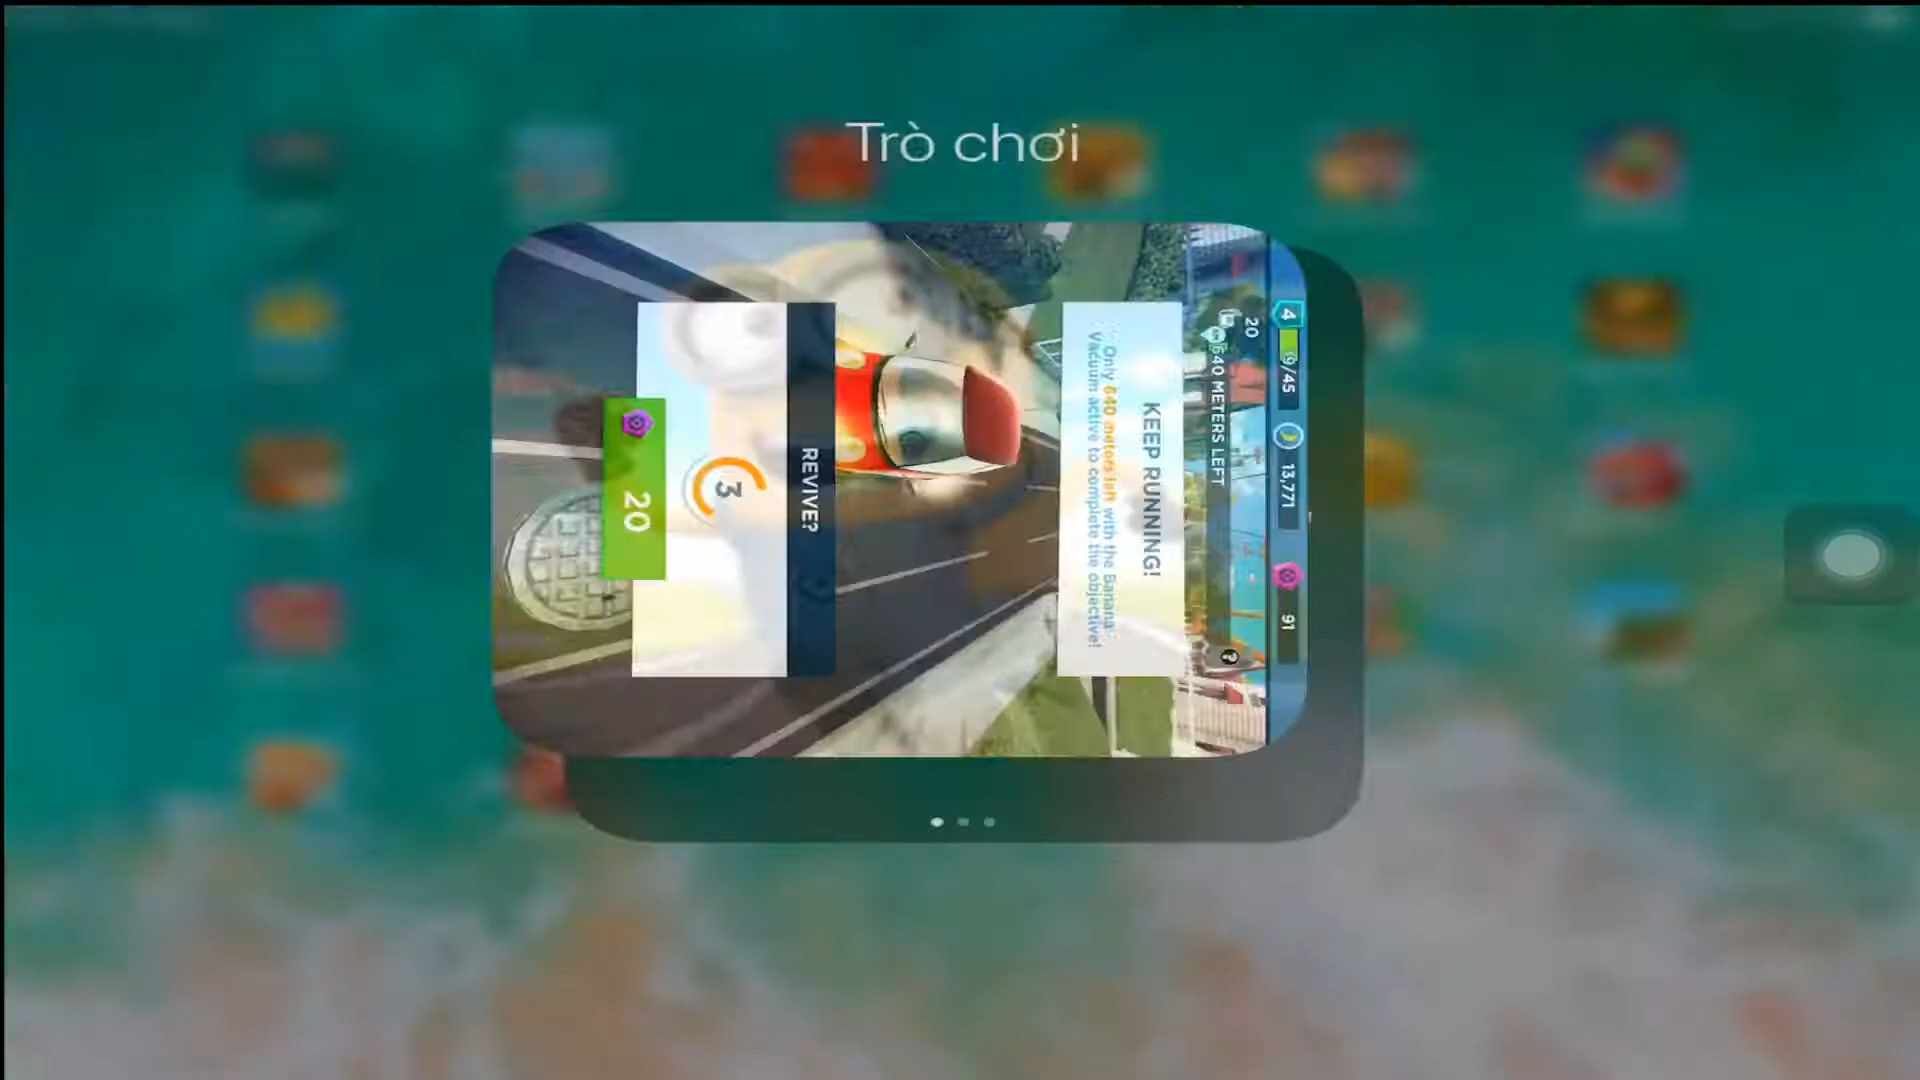 Trò chơi
4
9/45
13,771
91
20
640 METERS LEFT
?
KEEP RUNNING!
Only 640 meters left with the Banana
Vacuum active to complete the objective!
REVIVE?
3
20